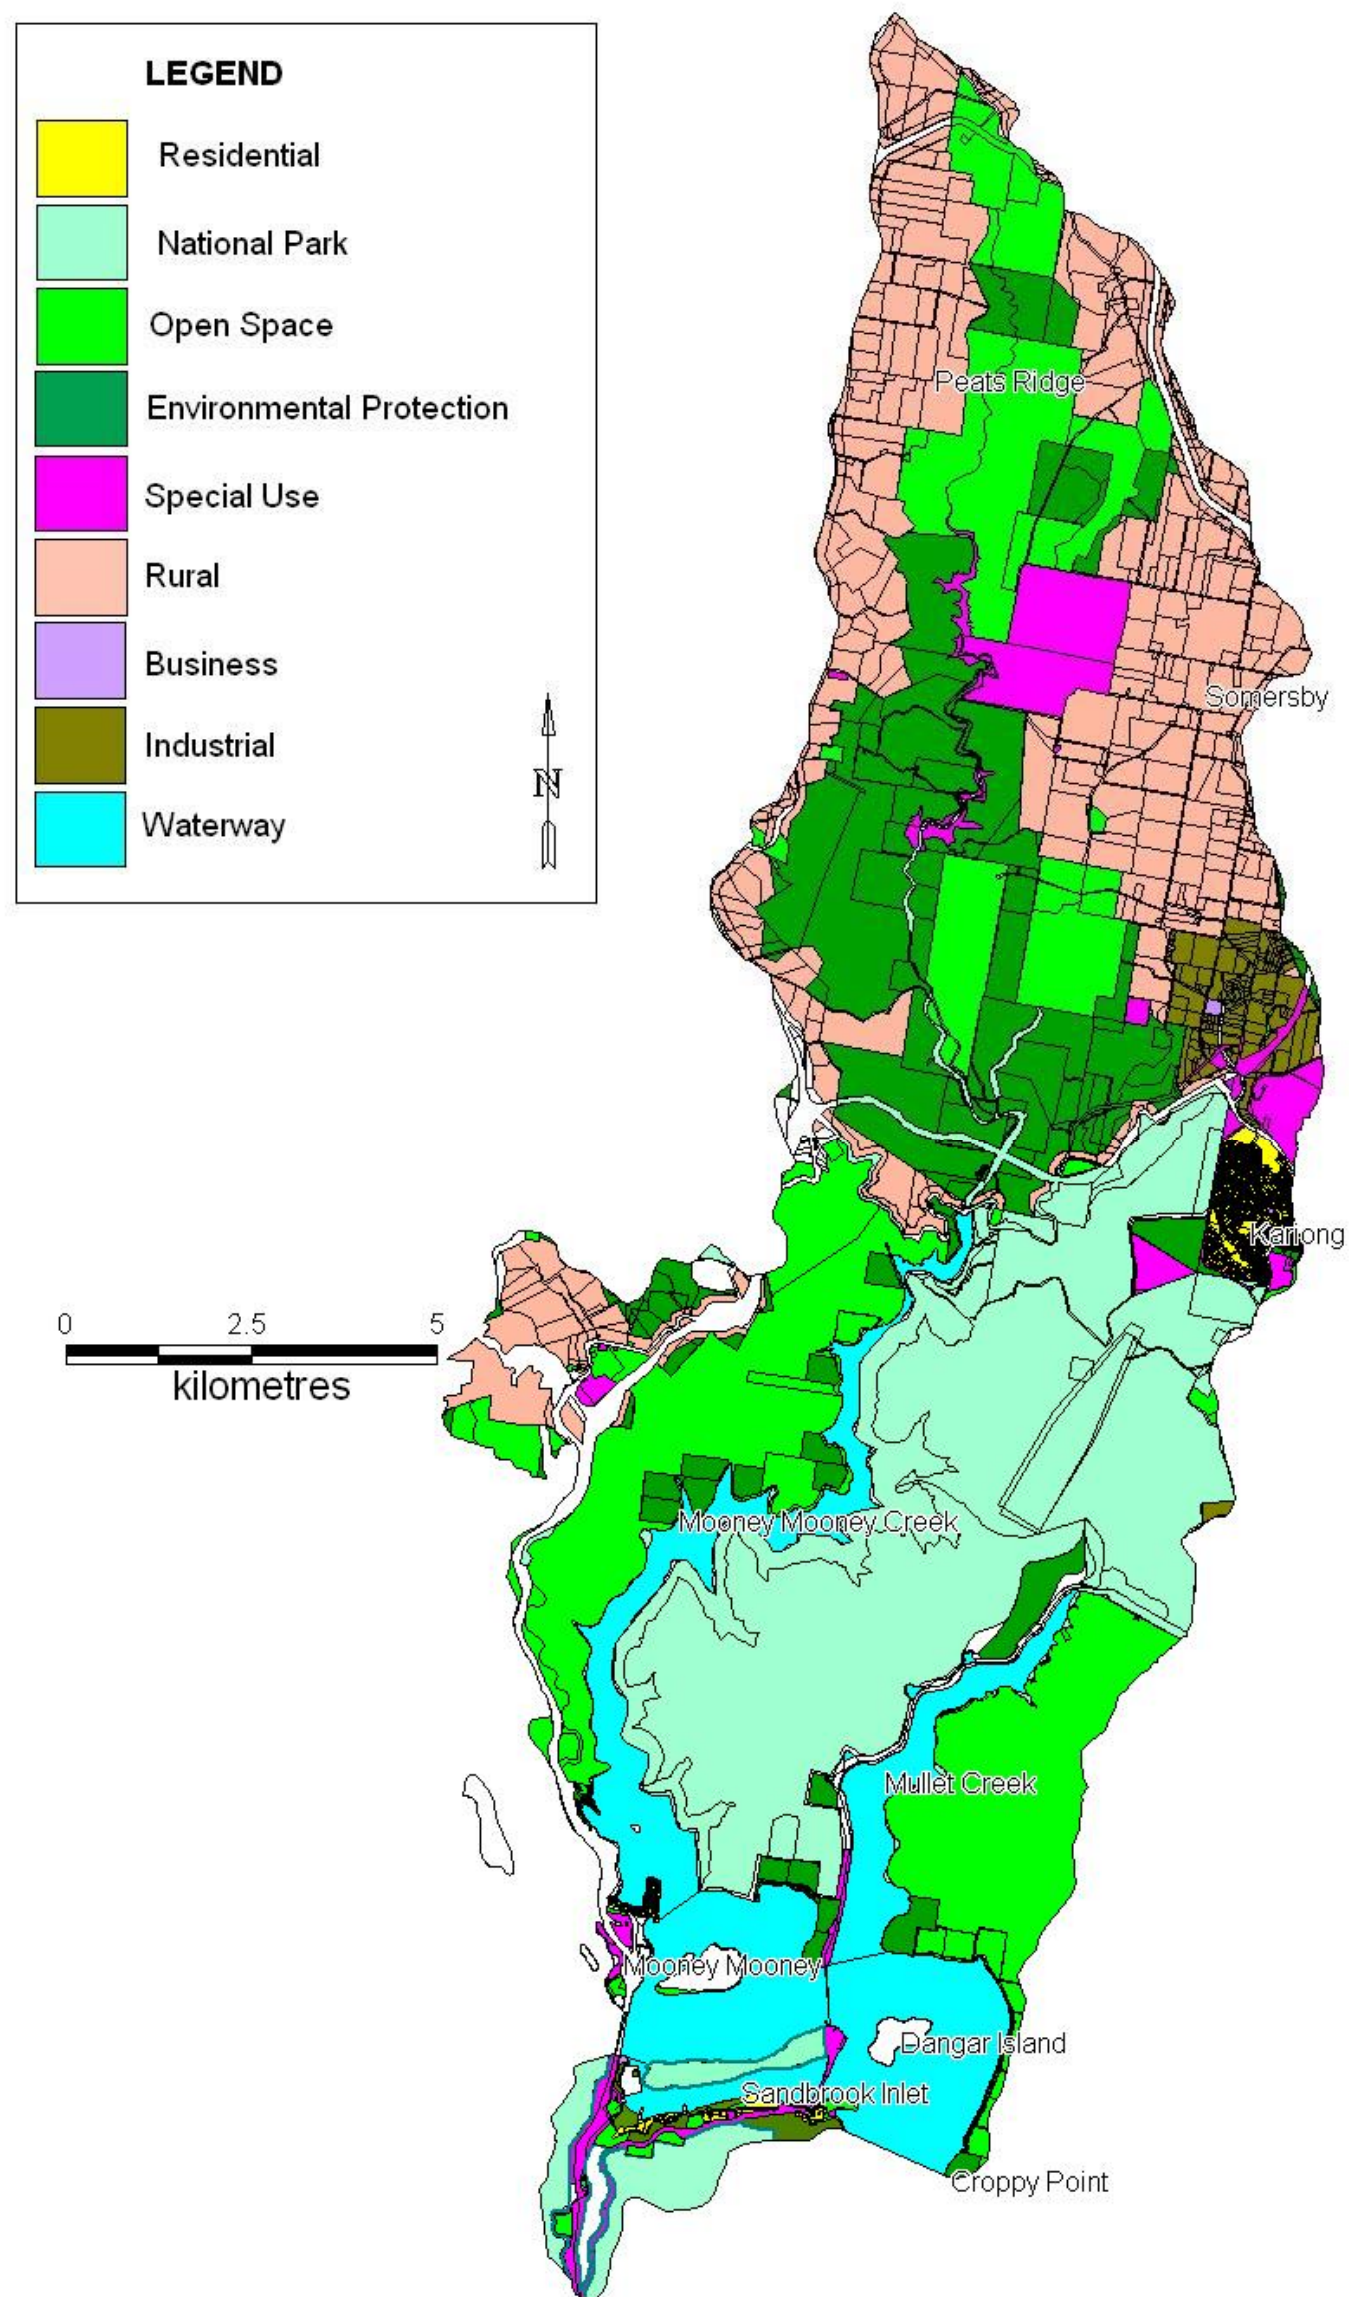 LEGEND
Residential
National Park
Open Space
Environmental Protection
Special Use
Rural
Business
Industrial
Waterway
N
Peats Ridge
Somersby
Kariong
0 2.5 5
kilometres
Mooney Mooney Creek
Mullet Creek
Mooney Mooney
Dangar Island
Sandbrook Inlet
Croppy Point